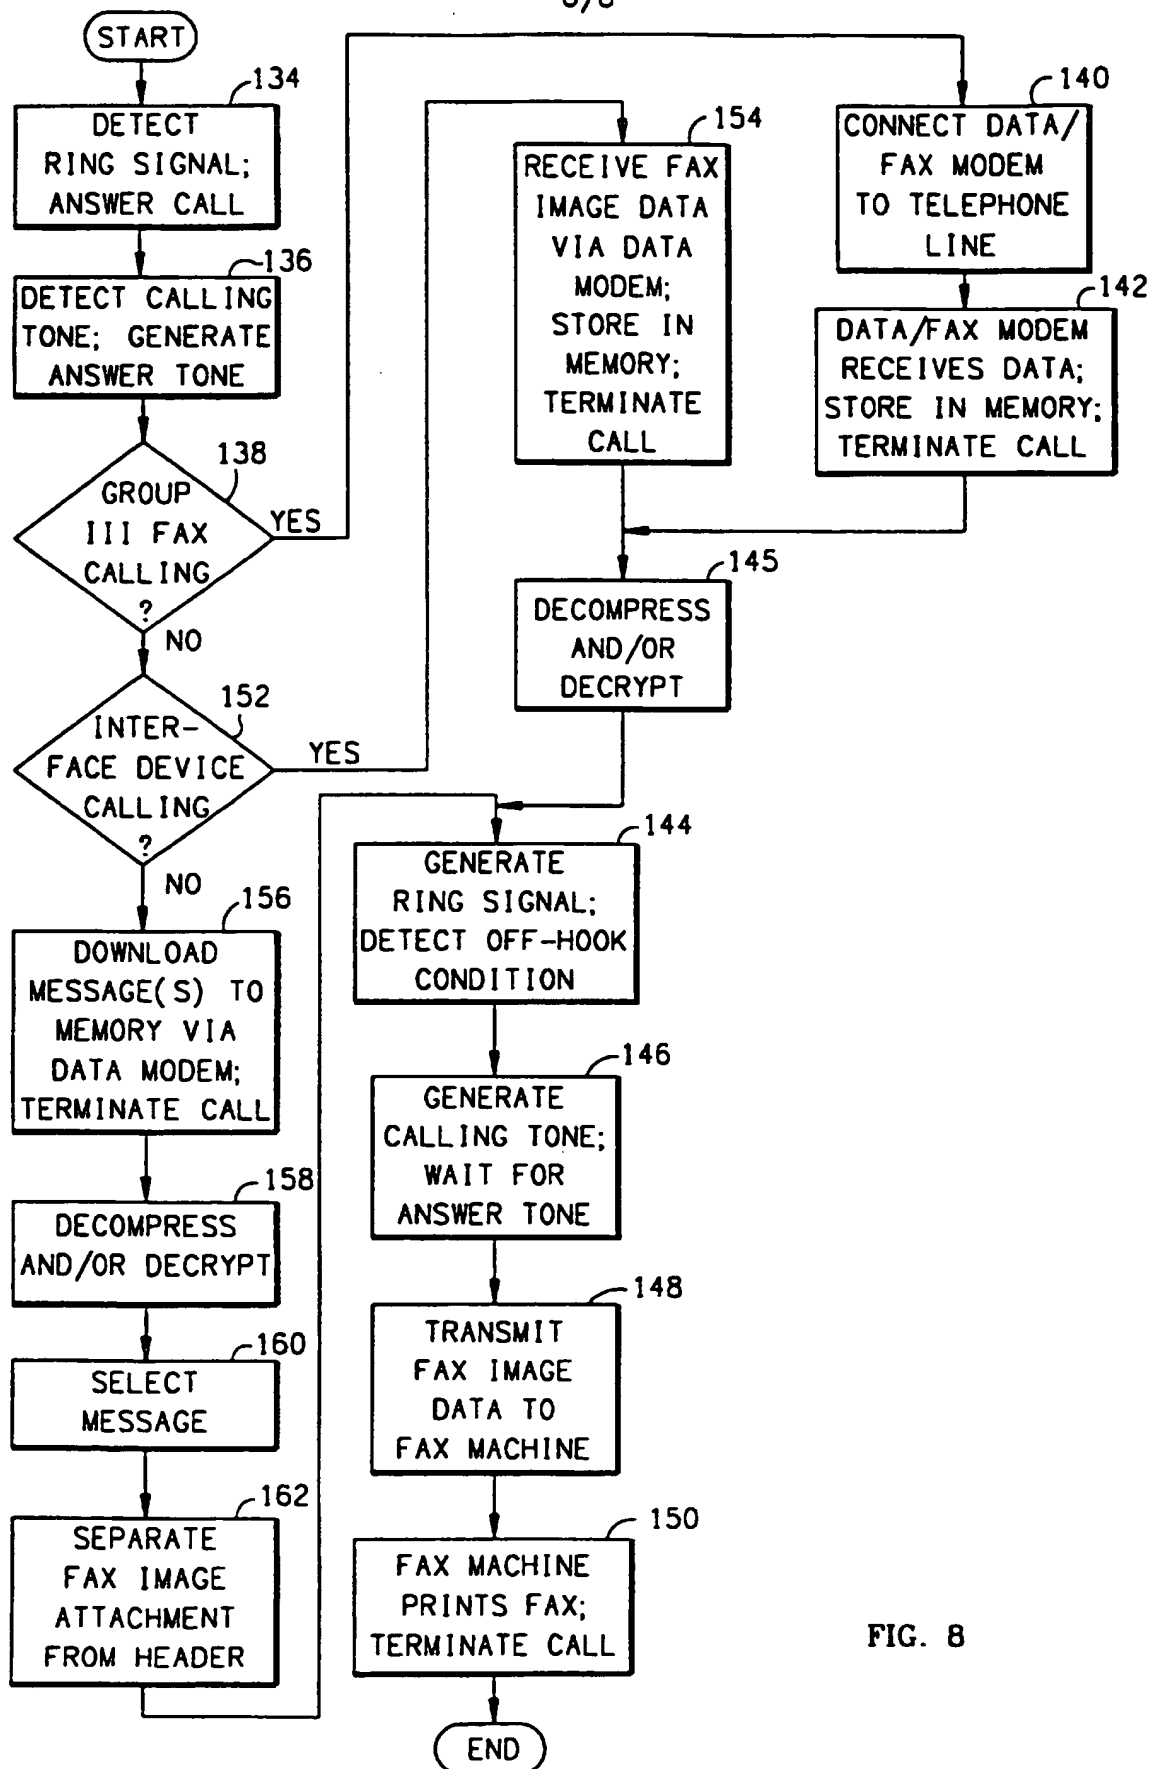 START
134
DETECT
RING SIGNAL;
ANSWER CALL
136
DETECT CALLING
TONE; GENERATE
ANSWER TONE
138
GROUP
III FAX
CALLING
?
YES
NO
152
INTER-
FACE DEVICE
CALLING
?
YES
NO
156
DOWNLOAD
MESSAGE(S) TO
MEMORY VIA
DATA MODEM;
TERMINATE CALL
158
DECOMPRESS
AND/OR DECRYPT
160
SELECT
MESSAGE
162
SEPARATE
FAX IMAGE
ATTACHMENT
FROM HEADER
154
RECEIVE FAX
IMAGE DATA
VIA DATA
MODEM;
STORE IN
MEMORY;
TERMINATE
CALL
140
CONNECT DATA/
FAX MODEM
TO TELEPHONE
LINE
142
DATA/FAX MODEM
RECEIVES DATA;
STORE IN MEMORY;
TERMINATE CALL
145
DECOMPRESS
AND/OR
DECRYPT
144
GENERATE
RING SIGNAL;
DETECT OFF-HOOK
CONDITION
146
GENERATE
CALLING TONE;
WAIT FOR
ANSWER TONE
148
TRANSMIT
FAX IMAGE
DATA TO
FAX MACHINE
150
FAX MACHINE
PRINTS FAX;
TERMINATE CALL
END
FIG. 8